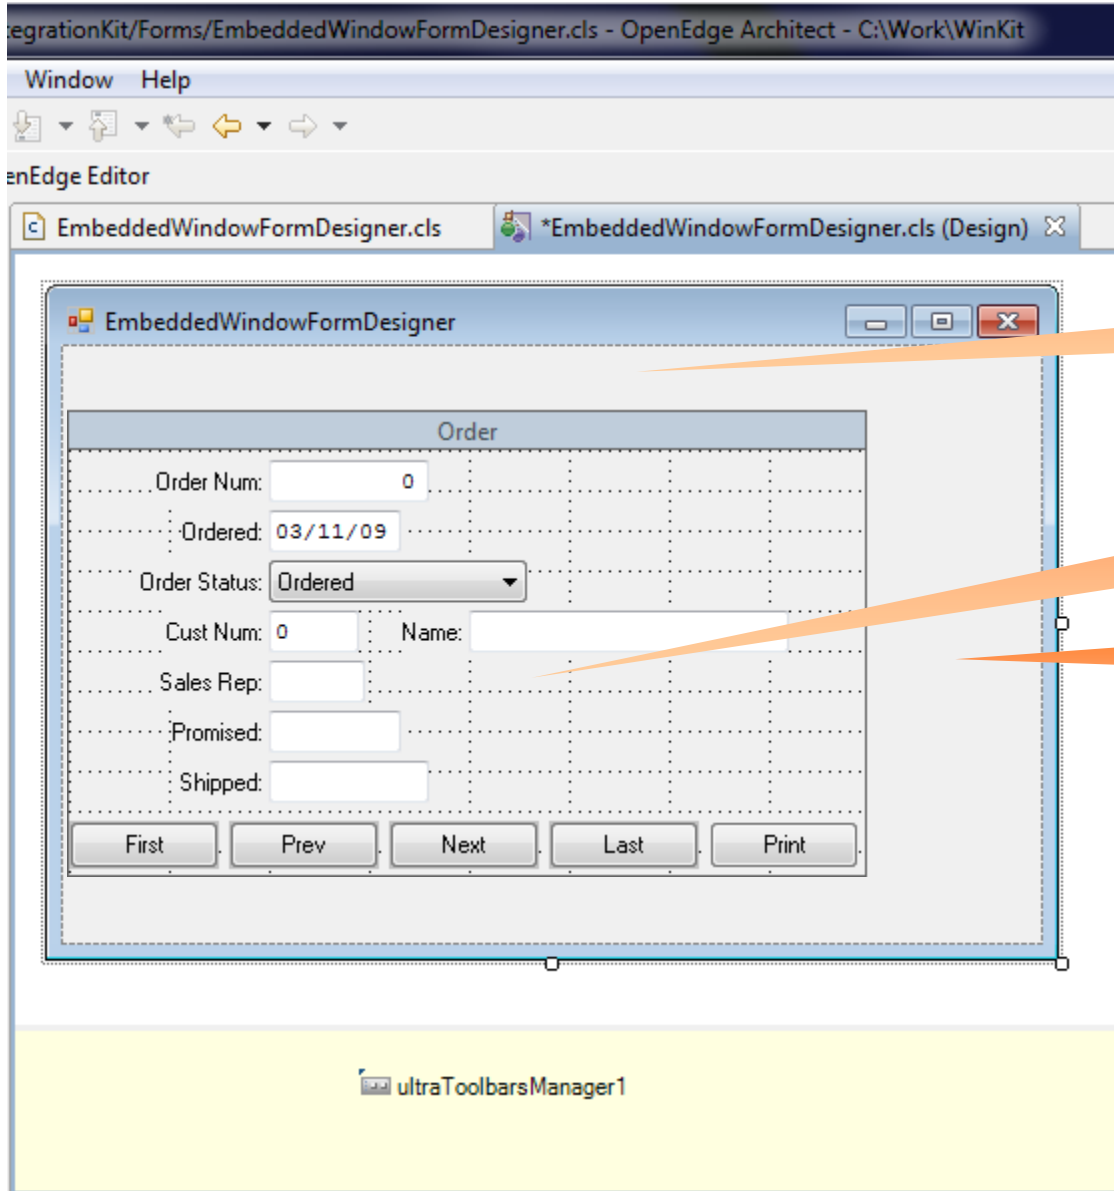 tegrationKit/Forms/EmbeddedWindowFormDesigner.cls - OpenEdge Architect - C:\Work\WinKit
Window Help
enEdge Editor
EmbeddedWindowFormDesigner.cls *EmbeddedWindowFormDesigner.cls (Design)
EmbeddedWindowFormDesigner
Order
Order Num: 0
Ordered: 03/11/09
Order Status: Ordered
Cust Num: 0 Name:
Sales Rep:
Promised:
Shipped:
First Prev Next Last Print
ultraToolbarsManager1